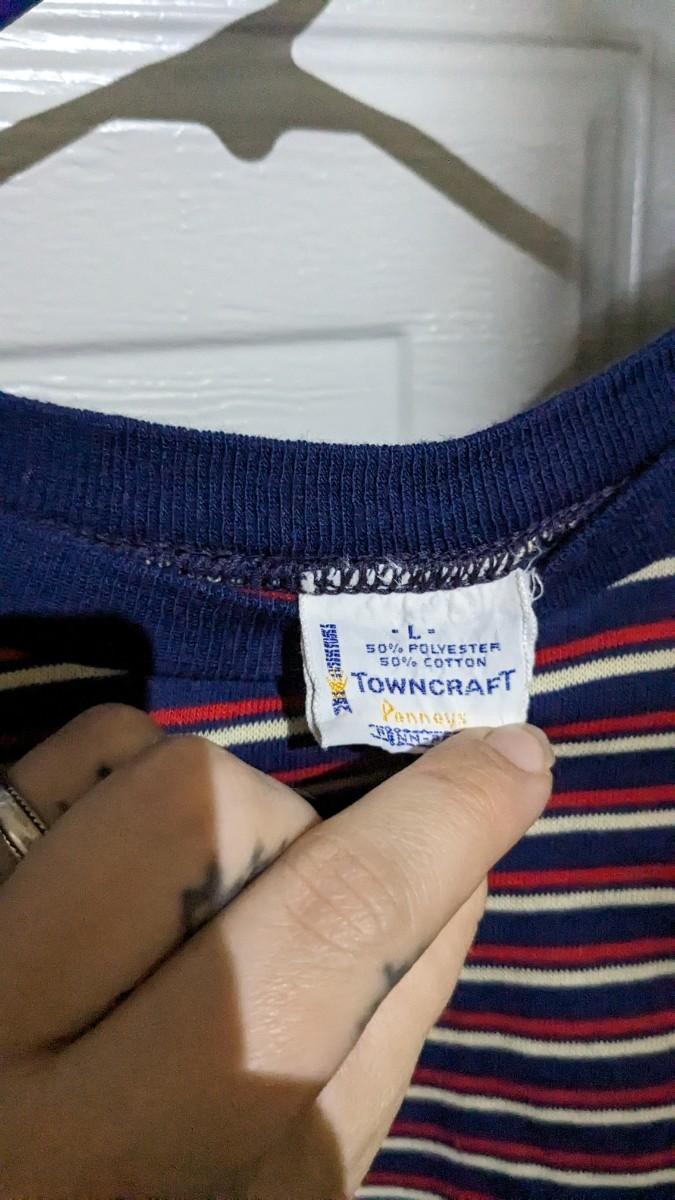 - L -
50% POLYESTER
50% COTTON
TOWNCRAFT
Penneys